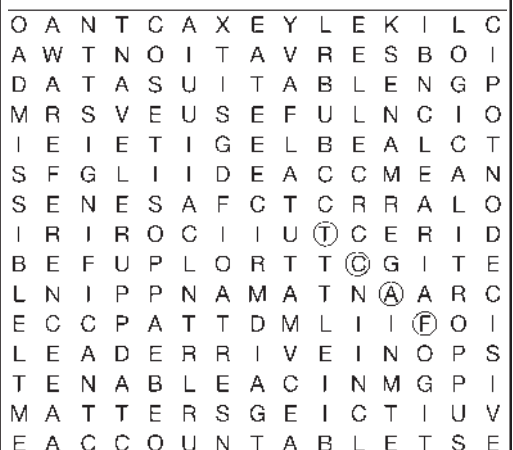 O A N T C A X E Y L E K I L C
A W T N O I T A V R E S B O I
D A T A S U I T A B L E N G P
M R S V E U S E F U L N C I O
I E I E T I G E L B E A L C T
S F G L I I D E A C C M E A N
S E N E S A F C T C R R A L O
I R I R O C I I U T C E R I D
B E F U P L O R T T C G I T E
L N I P P N A M A T N A A R C
E C C P A T T D M L I I F O I
L E A D E R R I V E I N O P S
T E N A B L E A C I N M G P I
M A T T E R S G E I C T I U V
E A C C O U N T A B L E T S E